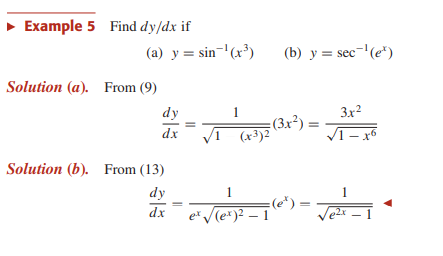 ▶ Example 5 Find dy/dx if
(a) y = sin⁻¹(x³) (b) y = sec⁻¹(eˣ)
Solution (a). From (9)
dy/dx = 1/√(1 (x³)²) (3x²) = 3x²/√(1 − x⁶)
Solution (b). From (13)
dy/dx = 1/(eˣ√((eˣ)² − 1)) (eˣ) = 1/√(e²ˣ − 1) ◀